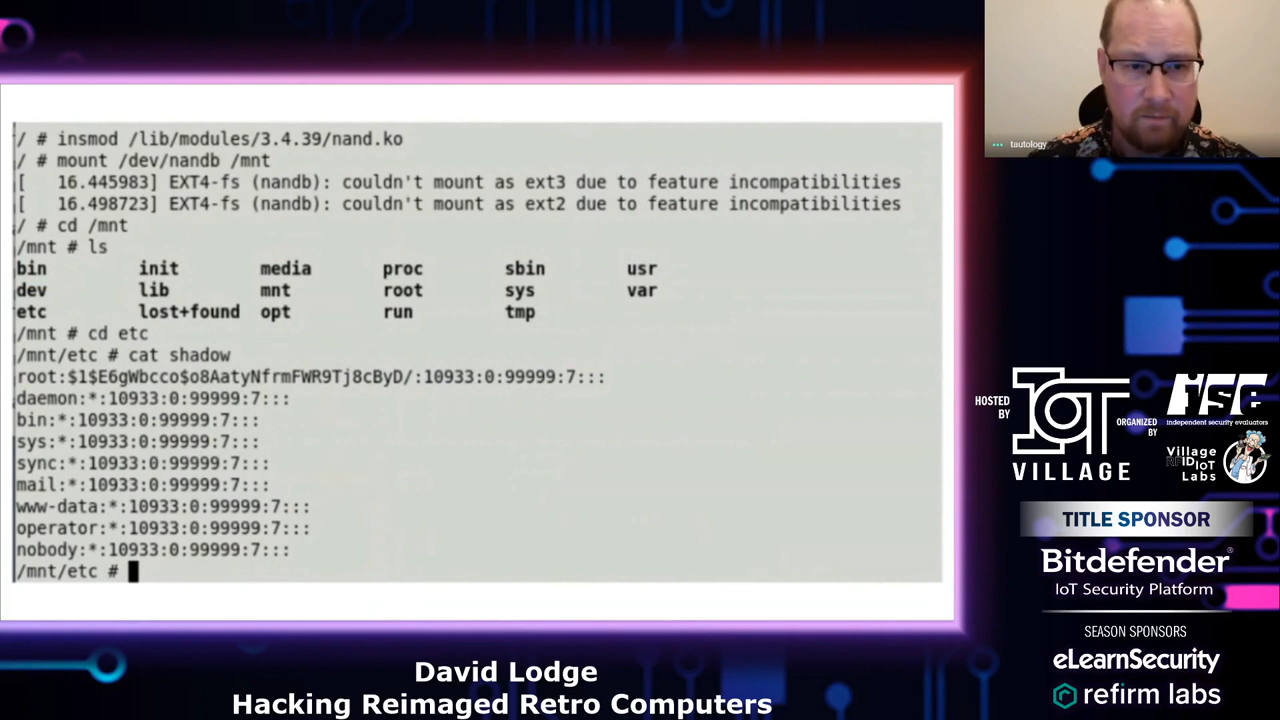 / # insmod /lib/modules/3.4.39/nand.ko
/ # mount /dev/nandb /mnt
[   16.445983] EXT4-fs (nandb): couldn't mount as ext3 due to feature incompatibilities
[   16.498723] EXT4-fs (nandb): couldn't mount as ext2 due to feature incompatibilities
/ # cd /mnt
/mnt # ls
bin init media proc sbin usr
dev lib mnt root sys var
etc lost+found opt run tmp
/mnt # cd etc
/mnt/etc # cat shadow
root:$1$E6gWbcco$o8AatyNfrmFWR9Tj8cByD/:10933:0:99999:7:::
daemon:*:10933:0:99999:7:::
bin:*:10933:0:99999:7:::
sys:*:10933:0:99999:7:::
sync:*:10933:0:99999:7:::
mail:*:10933:0:99999:7:::
www-data:*:10933:0:99999:7:::
operator:*:10933:0:99999:7:::
nobody:*:10933:0:99999:7:::
/mnt/etc #
tautology
HOSTED
BY
IOT
VILLAGE
ORGANIZED
BY
ISE
independent security evaluators
Village
RFID IoT
Labs
TITLE SPONSOR
Bitdefender®
IoT Security Platform
SEASON SPONSORS
eLearnSecurity
refirm labs
David Lodge
Hacking Reimaged Retro Computers